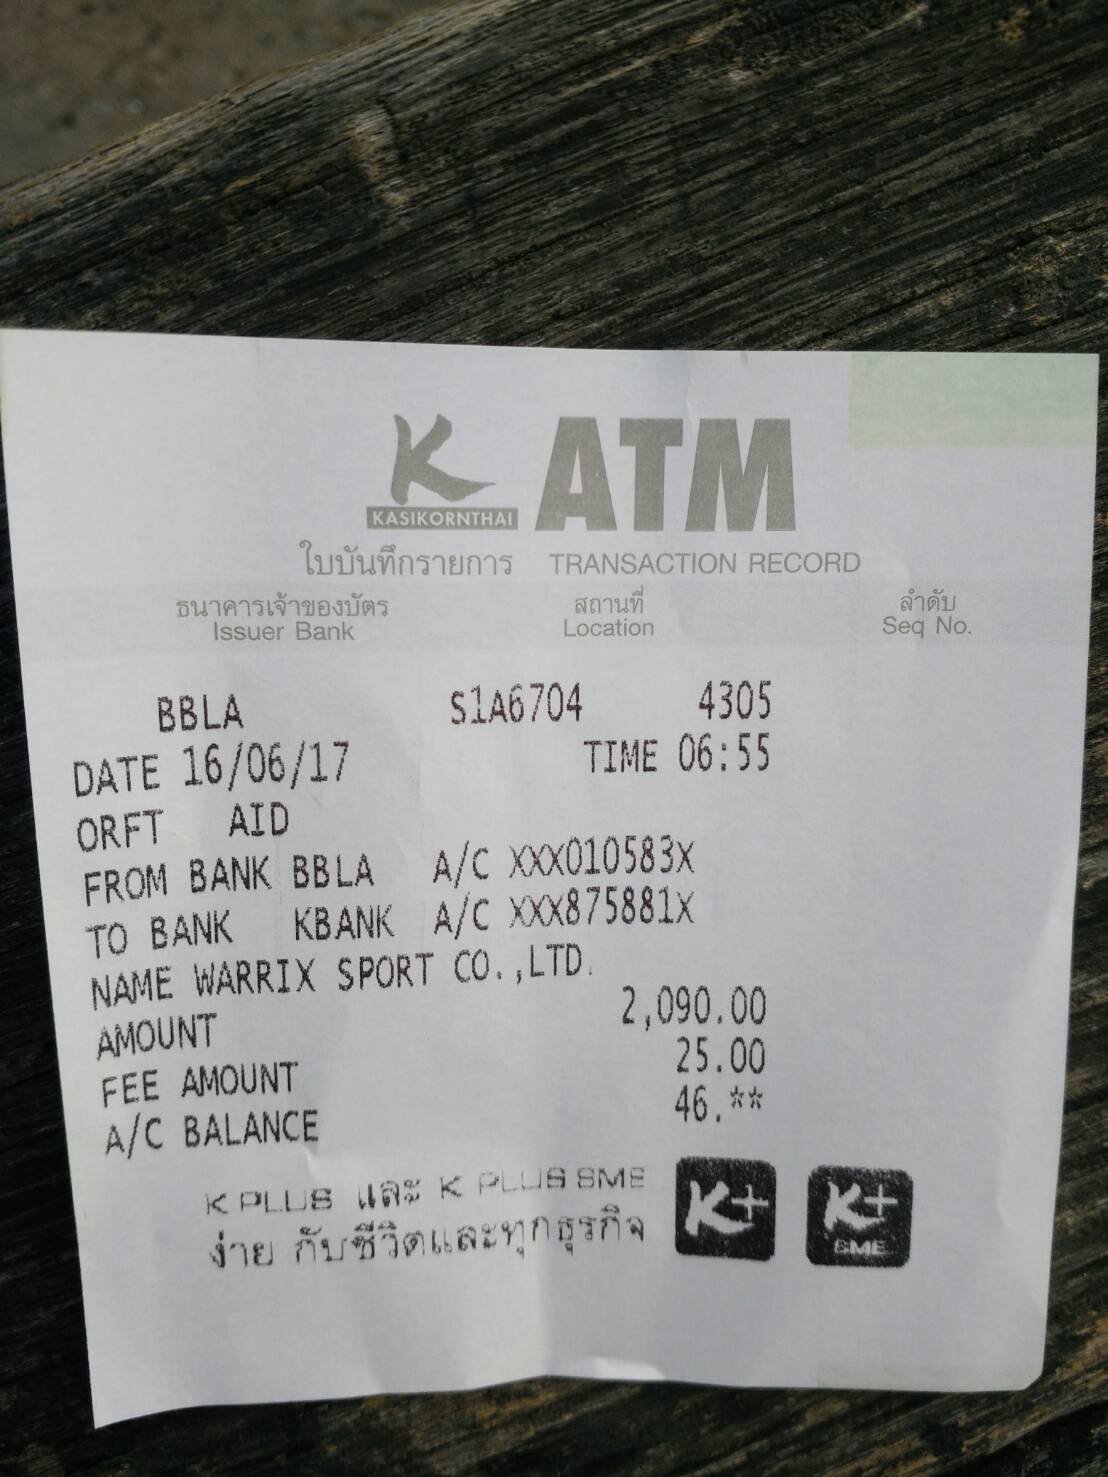 K ATM
KASIKORNTHAI
ใบบันทึกรายการ TRANSACTION RECORD
ธนาคารเจ้าของบัตร สถานที่ ลำดับ
Issuer Bank Location Seq No.
BBLA S1A6704 4305
DATE 16/06/17 TIME 06:55
ORFT AID
FROM BANK BBLA A/C XXX010583X
TO BANK KBANK A/C XXX875881X
NAME WARRIX SPORT CO.,LTD.
AMOUNT 2,090.00
FEE AMOUNT 25.00
A/C BALANCE 46.**
K PLUS และ K PLUS SME K+ K+
ง่าย กับชีวิตและทุกธุรกิจ SME